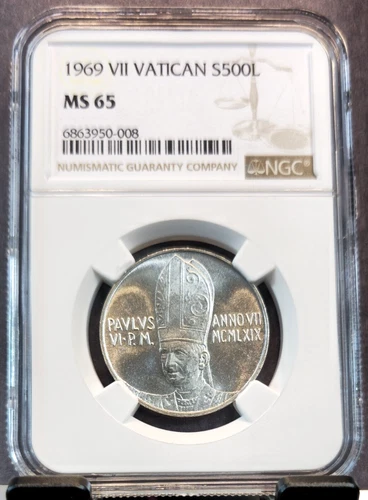 1969 VII VATICAN S500L
MS 65
6863950-008
NUMISMATIC GUARANTY COMPANY
NGC®
PAVLVS ANNO VII
VI·P.M. MCMLXIX